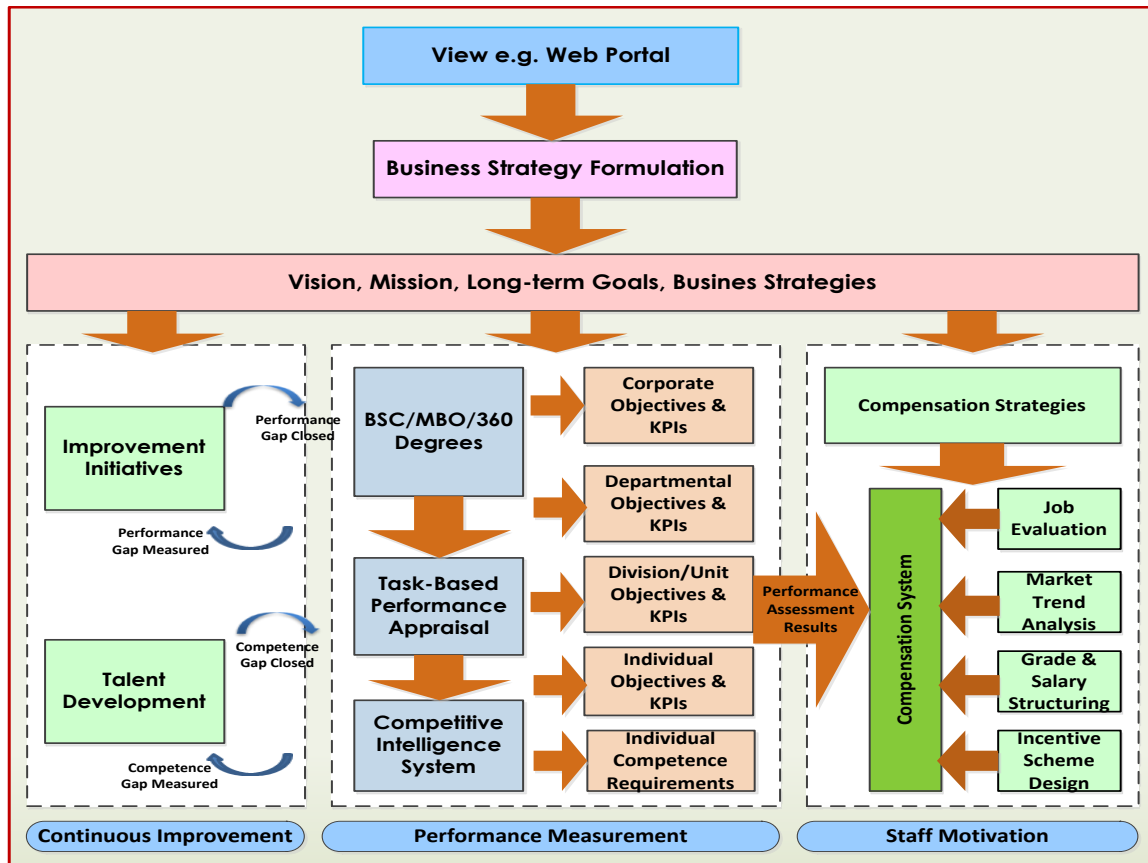 View e.g. Web Portal
Business Strategy Formulation
Vision, Mission, Long-term Goals, Busines Strategies
Improvement
Initiatives
Performance
Gap Closed
Performance
Gap Measured
Talent
Development
Competence
Gap Closed
Competence
Gap Measured
BSC/MBO/360
Degrees
Task-Based
Performance
Appraisal
Competitive
Intelligence
System
Corporate
Objectives &
KPIs
Departmental
Objectives &
KPIs
Division/Unit
Objectives &
KPIs
Individual
Objectives &
KPIs
Individual
Competence
Requirements
Performance
Assessment
Results
Compensation Strategies
Compensation System
Job
Evaluation
Market
Trend
Analysis
Grade &
Salary
Structuring
Incentive
Scheme
Design
Continuous Improvement
Performance Measurement
Staff Motivation